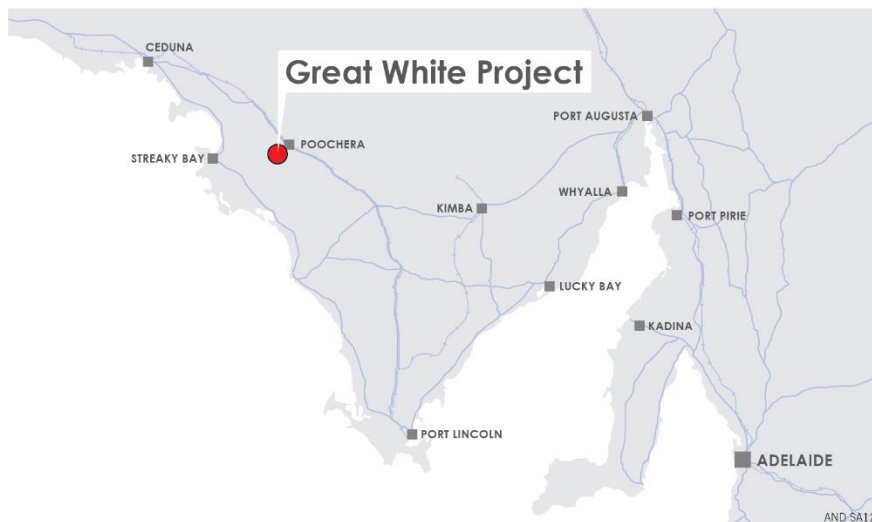 CEDUNA
Great White Project
PORT AUGUSTA
POOCHERA
STREAKY BAY
WHYALLA
KIMBA
PORT PIRIE
LUCKY BAY
KADINA
PORT LINCOLN
ADELAIDE